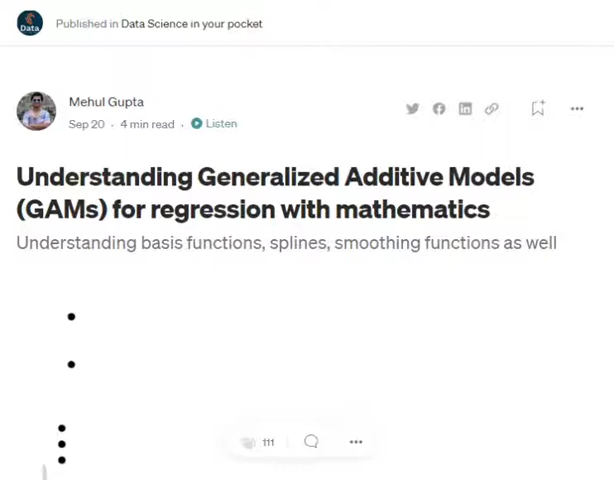 Data
Published in Data Science in your pocket
Mehul Gupta
Sep 20 · 4 min read · Listen
Understanding Generalized Additive Models
(GAMs) for regression with mathematics
Understanding basis functions, splines, smoothing functions as well
111